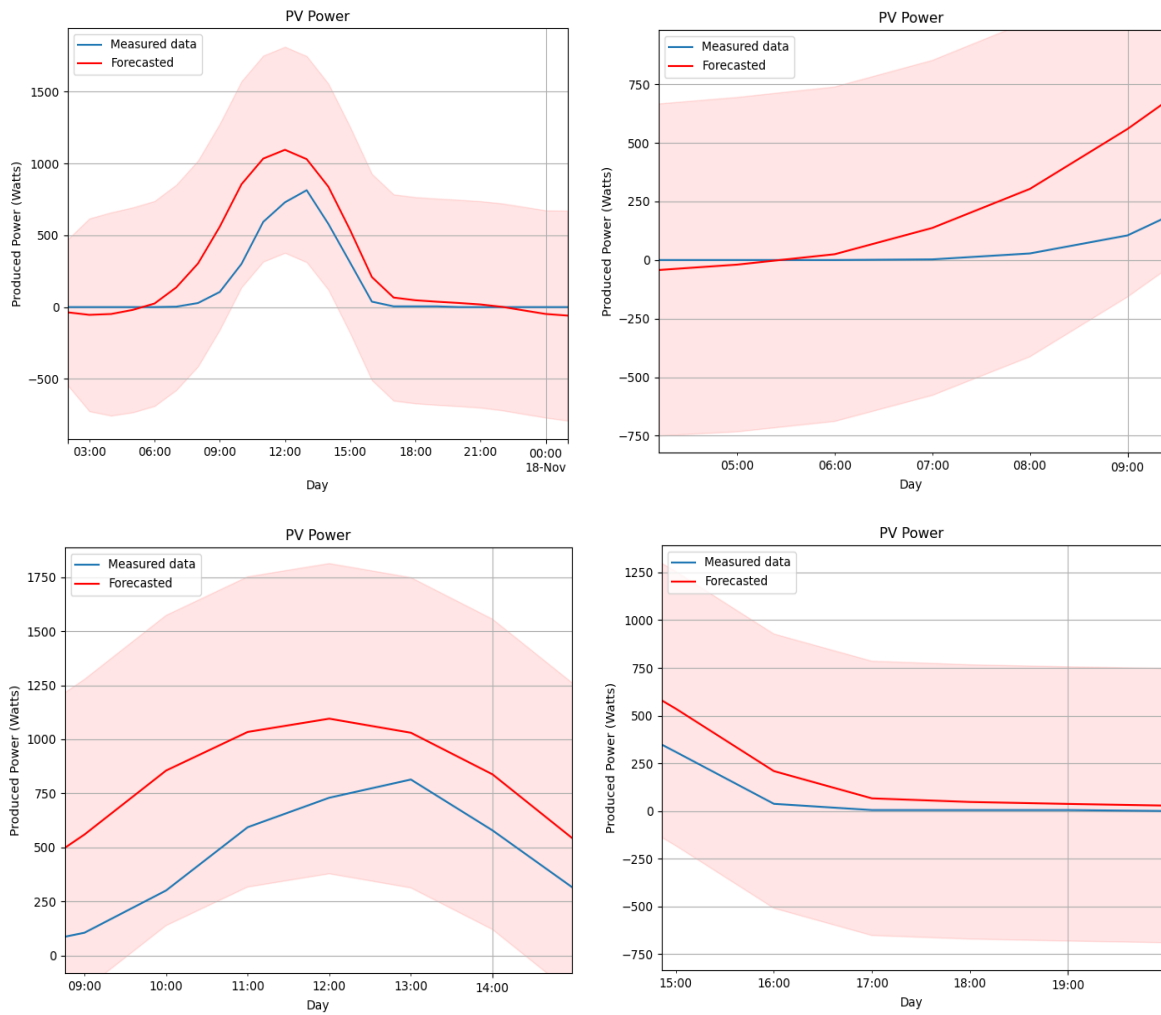 PV Power
Measured data
Forecasted
Produced Power (Watts)
1500
1000
500
0
−500
03:00 06:00 09:00 12:00 15:00 18:00 21:00 00:00
18-Nov
Day
PV Power
Measured data
Forecasted
Produced Power (Watts)
750
500
250
0
−250
−500
−750
05:00 06:00 07:00 08:00 09:00
Day
PV Power
Measured data
Forecasted
Produced Power (Watts)
1750
1500
1250
1000
750
500
250
0
09:00 10:00 11:00 12:00 13:00 14:00
Day
PV Power
Measured data
Forecasted
Produced Power (Watts)
1250
1000
750
500
250
0
−250
−500
−750
15:00 16:00 17:00 18:00 19:00
Day